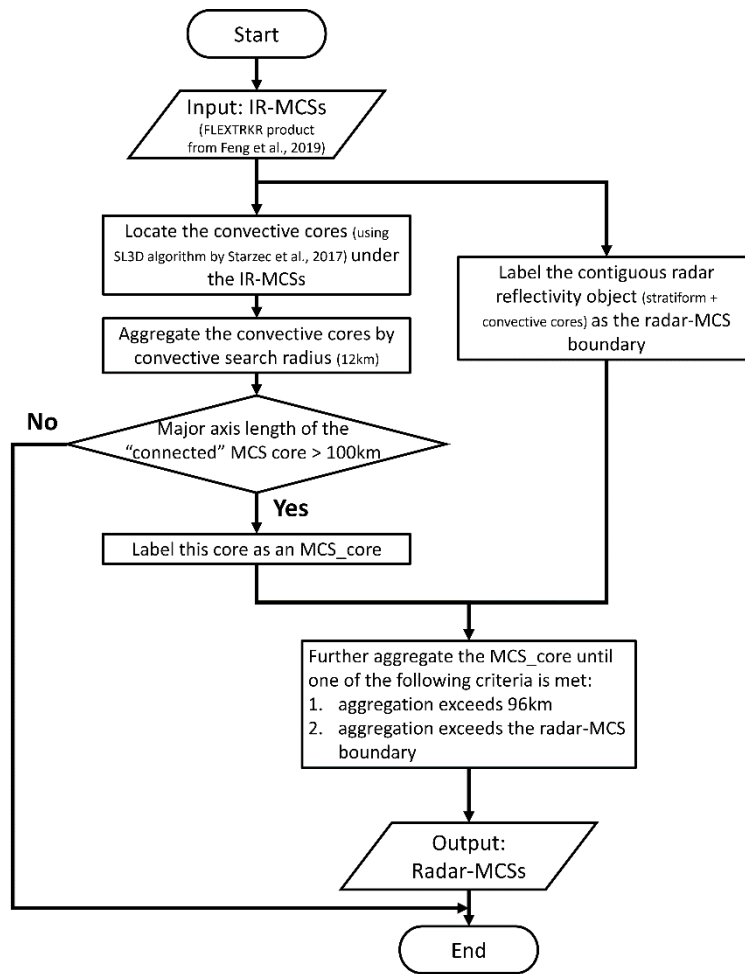 Start
Input: IR-MCSs
(FLEXTRKR product
from Feng et al., 2019)
Locate the convective cores (using
SL3D algorithm by Starzec et al., 2017) under
the IR-MCSs
Label the contiguous radar
reflectivity object (stratiform +
convective cores) as the radar-MCS
boundary
Aggregate the convective cores by
convective search radius (12km)
No
Major axis length of the
“connected” MCS core > 100km
Yes
Label this core as an MCS_core
Further aggregate the MCS_core until
one of the following criteria is met:
1. aggregation exceeds 96km
2. aggregation exceeds the radar-MCS
boundary
Output:
Radar-MCSs
End